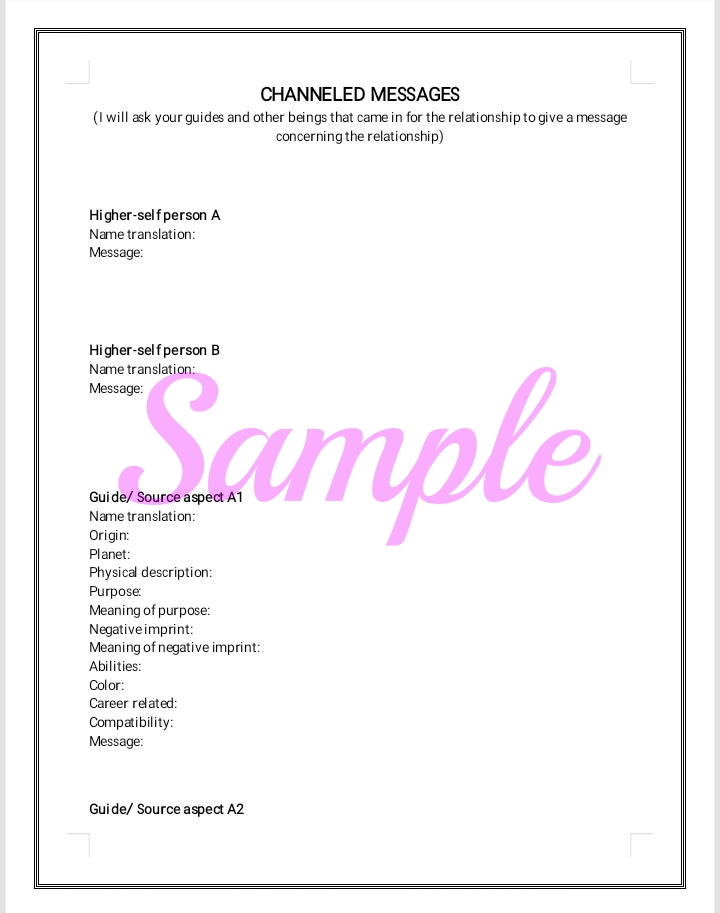 CHANNELED MESSAGES
(I will ask your guides and other beings that came in for the relationship to give a message
concerning the relationship)
Higher-self person A
Name translation:
Message:
Higher-self person B
Name translation:
Message:
Sample
Guide/ Source aspect A1
Name translation:
Origin:
Planet:
Physical description:
Purpose:
Meaning of purpose:
Negative imprint:
Meaning of negative imprint:
Abilities:
Color:
Career related:
Compatibility:
Message:
Guide/ Source aspect A2